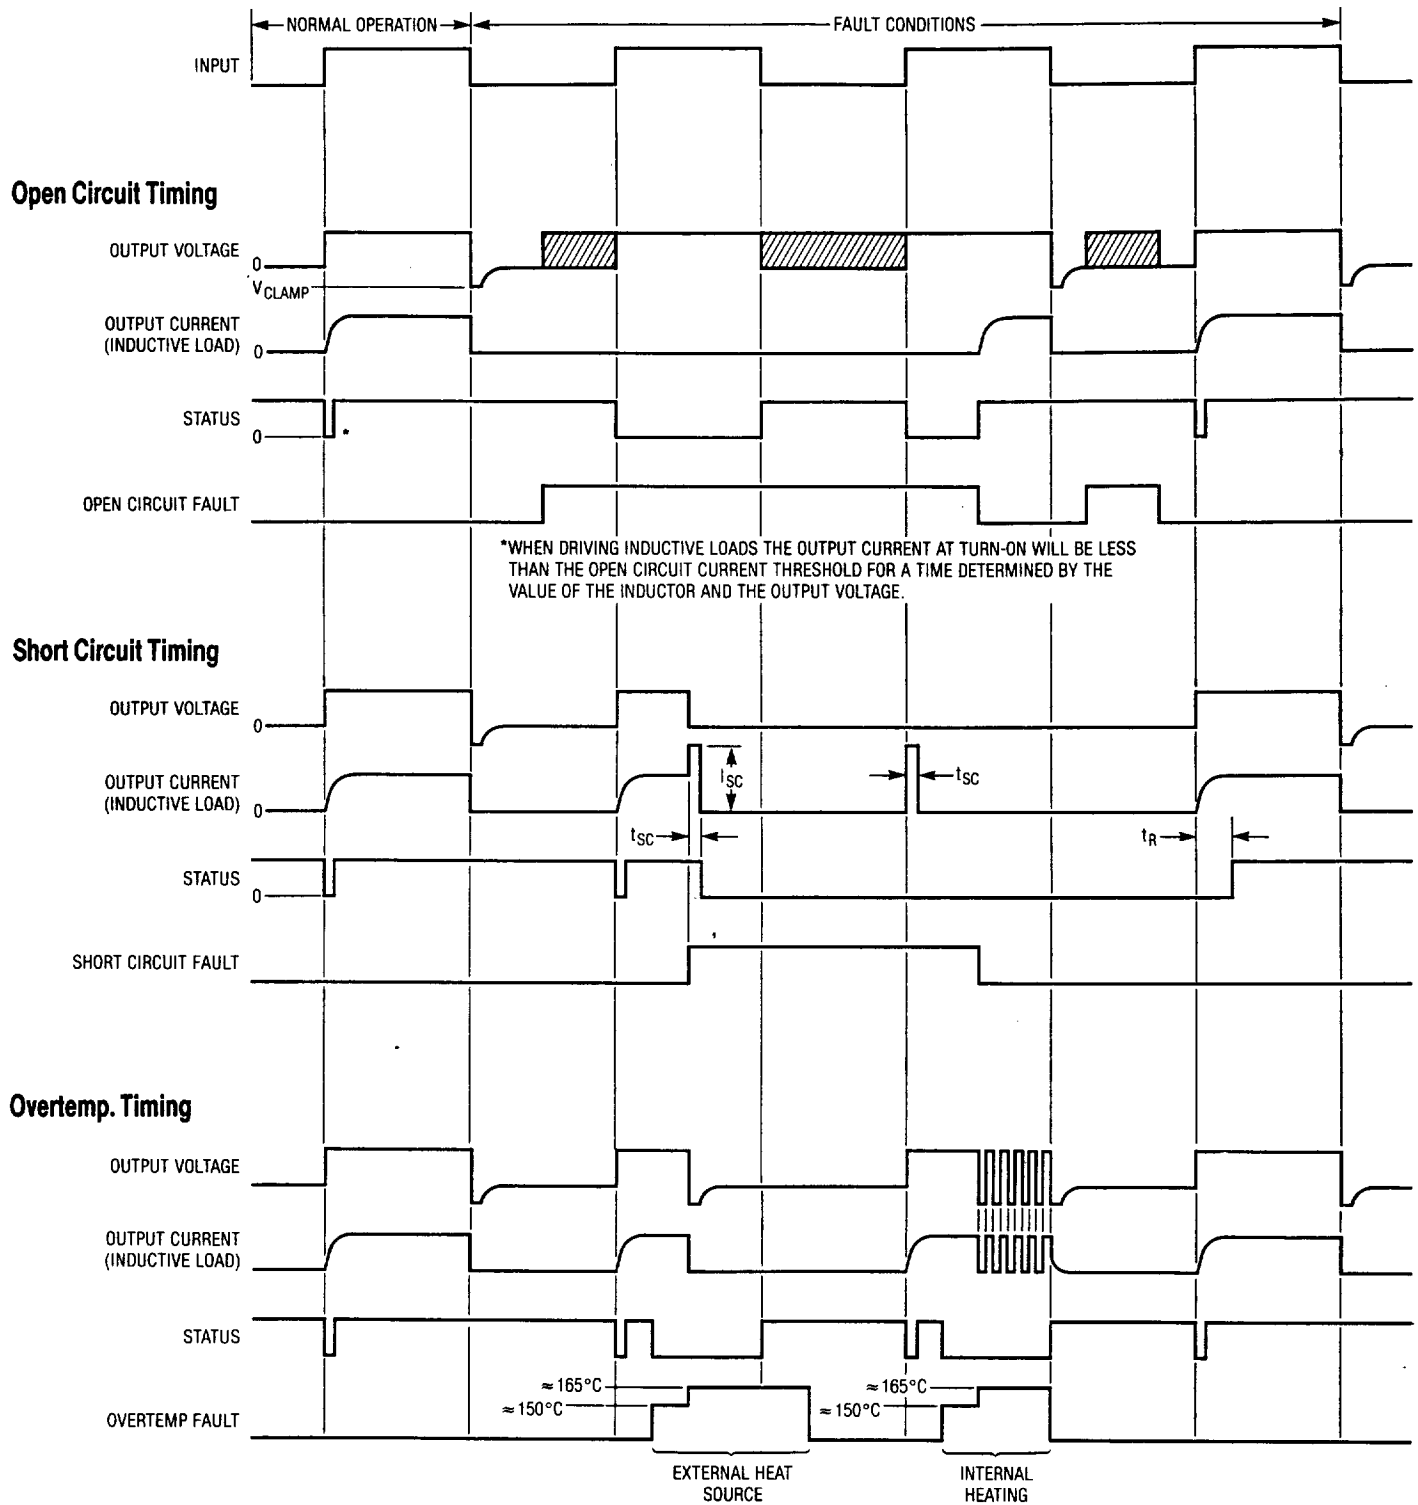 NORMAL OPERATION
FAULT CONDITIONS
INPUT
Open Circuit Timing
OUTPUT VOLTAGE
0
VCLAMP
OUTPUT CURRENT
(INDUCTIVE LOAD)
0
STATUS
0
*
OPEN CIRCUIT FAULT
*WHEN DRIVING INDUCTIVE LOADS THE OUTPUT CURRENT AT TURN-ON WILL BE LESS
THAN THE OPEN CIRCUIT CURRENT THRESHOLD FOR A TIME DETERMINED BY THE
VALUE OF THE INDUCTOR AND THE OUTPUT VOLTAGE.
Short Circuit Timing
OUTPUT VOLTAGE
0
OUTPUT CURRENT
(INDUCTIVE LOAD)
0
ISC
tSC
tSC
tR
STATUS
0
SHORT CIRCUIT FAULT
Overtemp. Timing
OUTPUT VOLTAGE
OUTPUT CURRENT
(INDUCTIVE LOAD)
STATUS
≈165°C
≈165°C
≈150°C
≈150°C
OVERTEMP FAULT
EXTERNAL HEAT
SOURCE
INTERNAL
HEATING